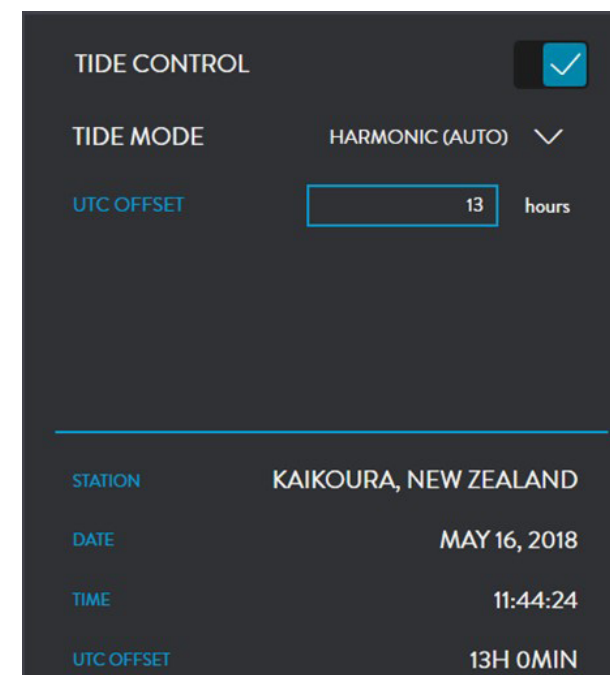 TIDE CONTROL
TIDE MODE HARMONIC (AUTO)
UTC OFFSET 13 hours
STATION KAIKOURA, NEW ZEALAND
DATE MAY 16, 2018
TIME 11:44:24
UTC OFFSET 13H 0MIN